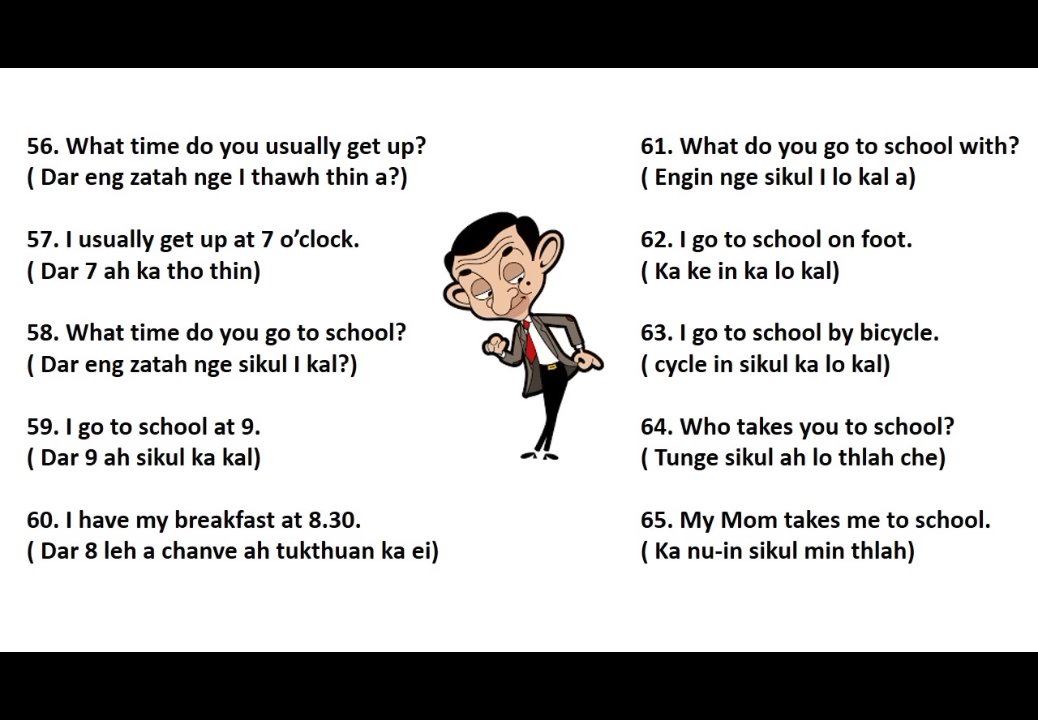 56. What time do you usually get up?
( Dar eng zatah nge I thawh thin a?)
57. I usually get up at 7 o’clock.
( Dar 7 ah ka tho thin)
58. What time do you go to school?
( Dar eng zatah nge sikul I kal?)
59. I go to school at 9.
( Dar 9 ah sikul ka kal)
60. I have my breakfast at 8.30.
( Dar 8 leh a chanve ah tukthuan ka ei)
61. What do you go to school with?
( Engin nge sikul I lo kal a)
62. I go to school on foot.
( Ka ke in ka lo kal)
63. I go to school by bicycle.
( cycle in sikul ka lo kal)
64. Who takes you to school?
( Tunge sikul ah lo thlah che)
65. My Mom takes me to school.
( Ka nu-in sikul min thlah)